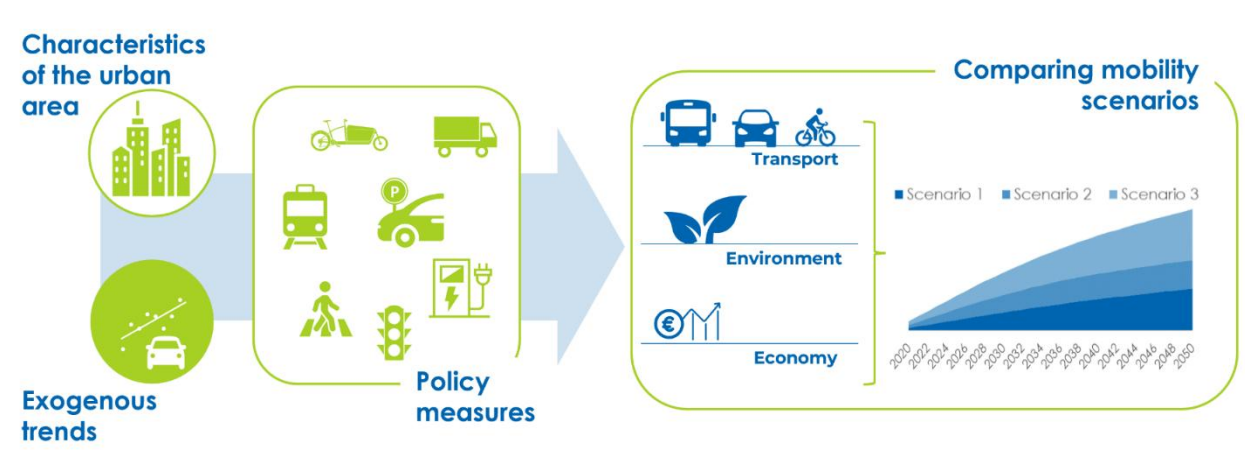 Characteristics
of the urban
area
Exogenous
trends
P
Policy
measures
Comparing mobility
scenarios
Transport
Environment
€
Economy
Scenario 1 Scenario 2 Scenario 3
2020 2022 2024 2026 2028 2030 2032 2034 2036 2038 2040 2042 2044 2046 2048 2050